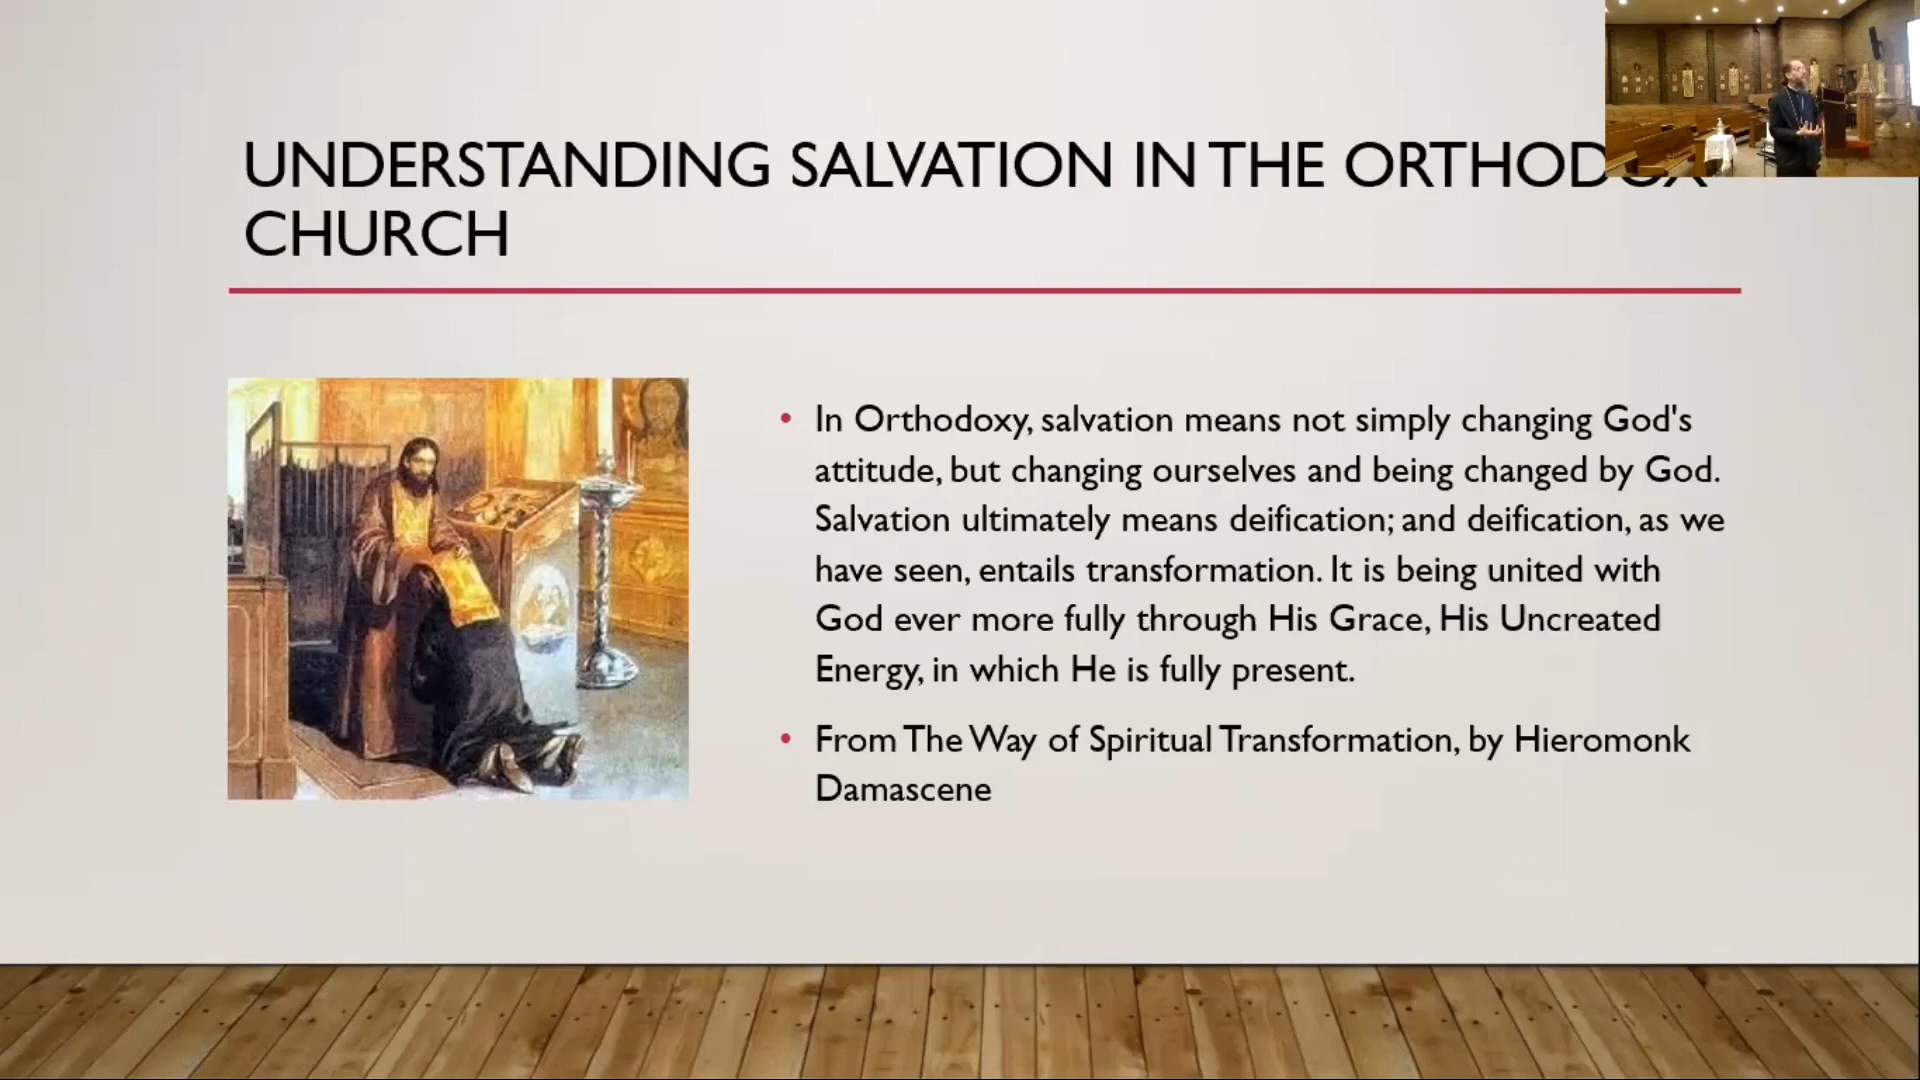 UNDERSTANDING SALVATION IN THE ORTHODOX
CHURCH
• In Orthodoxy, salvation means not simply changing God's
attitude, but changing ourselves and being changed by God.
Salvation ultimately means deification; and deification, as we
have seen, entails transformation. It is being united with
God ever more fully through His Grace, His Uncreated
Energy, in which He is fully present.
• From The Way of Spiritual Transformation, by Hieromonk
Damascene